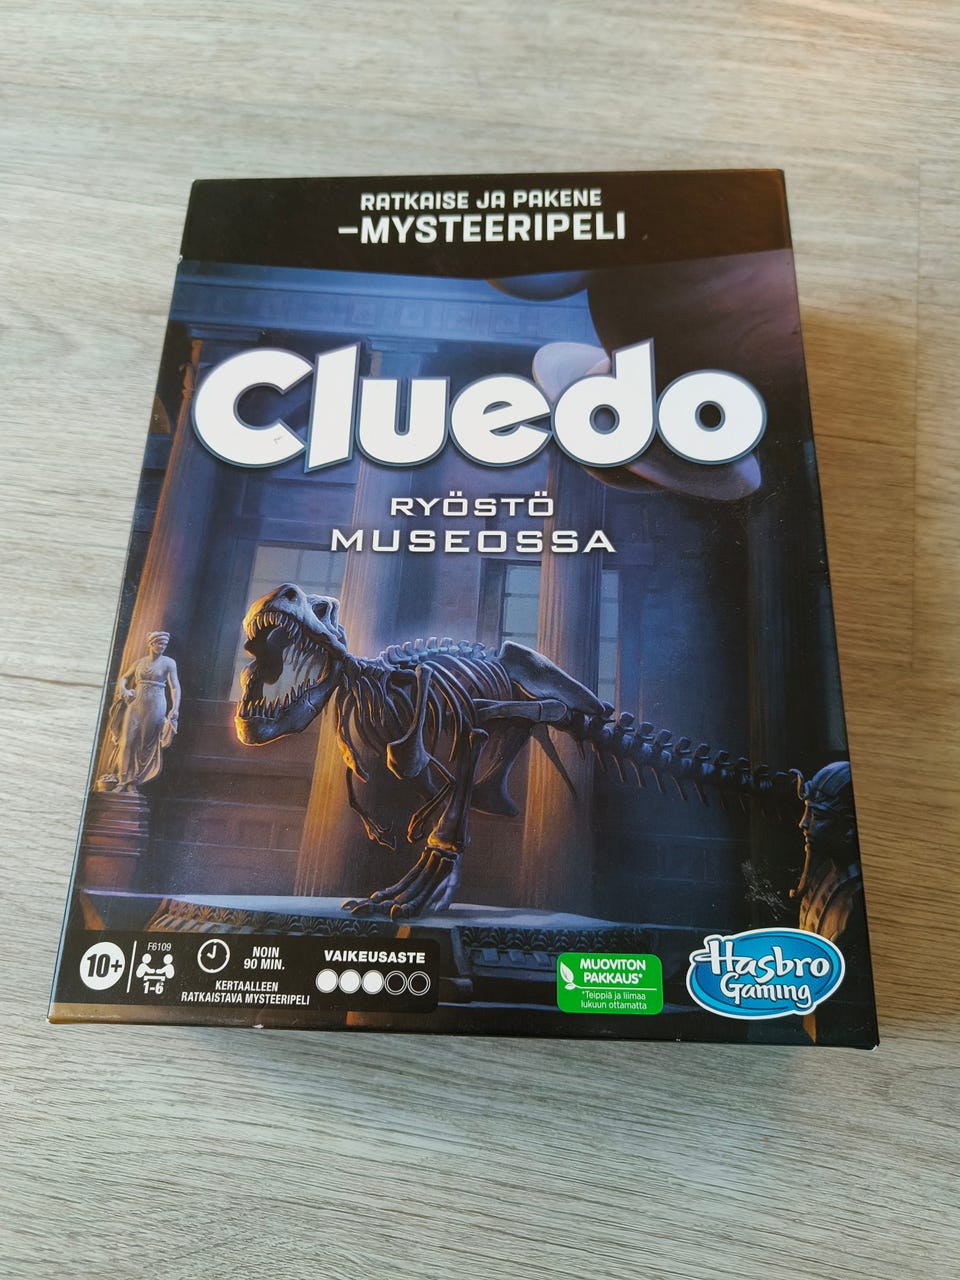 RATKAISE JA PAKENE
–MYSTEERIPELI
Cluedo
RYÖSTÖ
MUSEOSSA
10+
F6109
1-6
NOIN
90 MIN.
KERTAALLEEN
RATKAISTAVA MYSTEERIPELI
VAIKEUSASTE
MUOVITON
PAKKAUS*
*Teippiä ja liimaa
lukuun ottamatta
Hasbro
Gaming